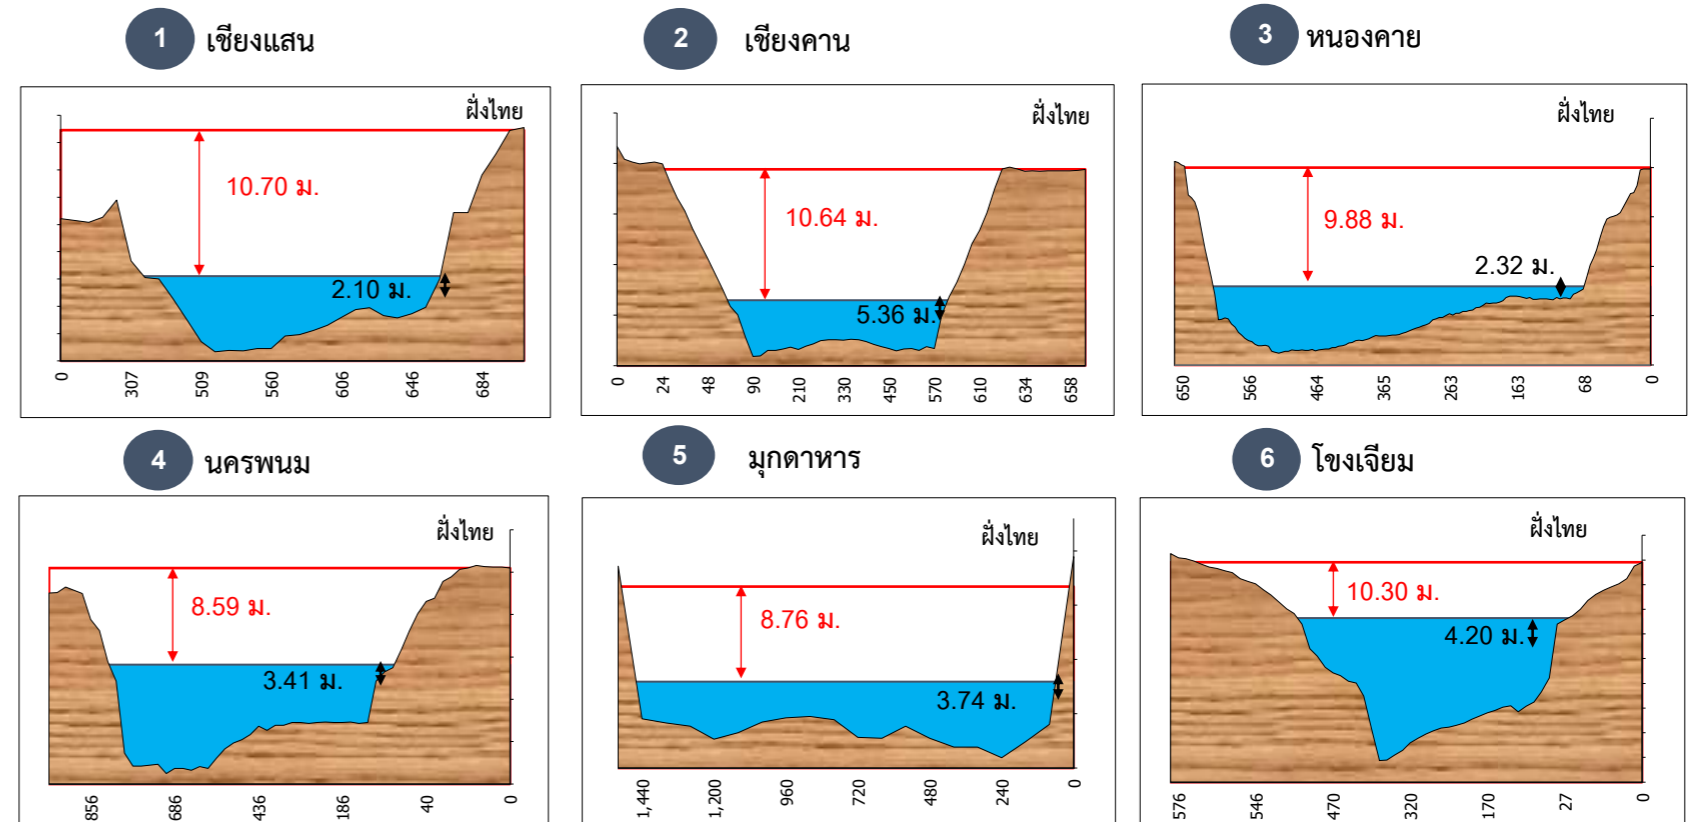 1 เชียงแสน
ฝั่งไทย
10.70 ม.
2.10 ม.
0 307 509 560 606 646 684
2 เชียงคาน
ฝั่งไทย
10.64 ม.
5.36 ม.
0 24 48 90 210 330 450 570 610 634 658
3 หนองคาย
ฝั่งไทย
9.88 ม.
2.32 ม.
650 566 464 365 263 163 68 0
4 นครพนม
ฝั่งไทย
8.59 ม.
3.41 ม.
856 686 436 186 40 0
5 มุกดาหาร
ฝั่งไทย
8.76 ม.
3.74 ม.
1,440 1,200 960 720 480 240 0
6 โขงเจียม
ฝั่งไทย
10.30 ม.
4.20 ม.
576 546 470 320 170 27 0